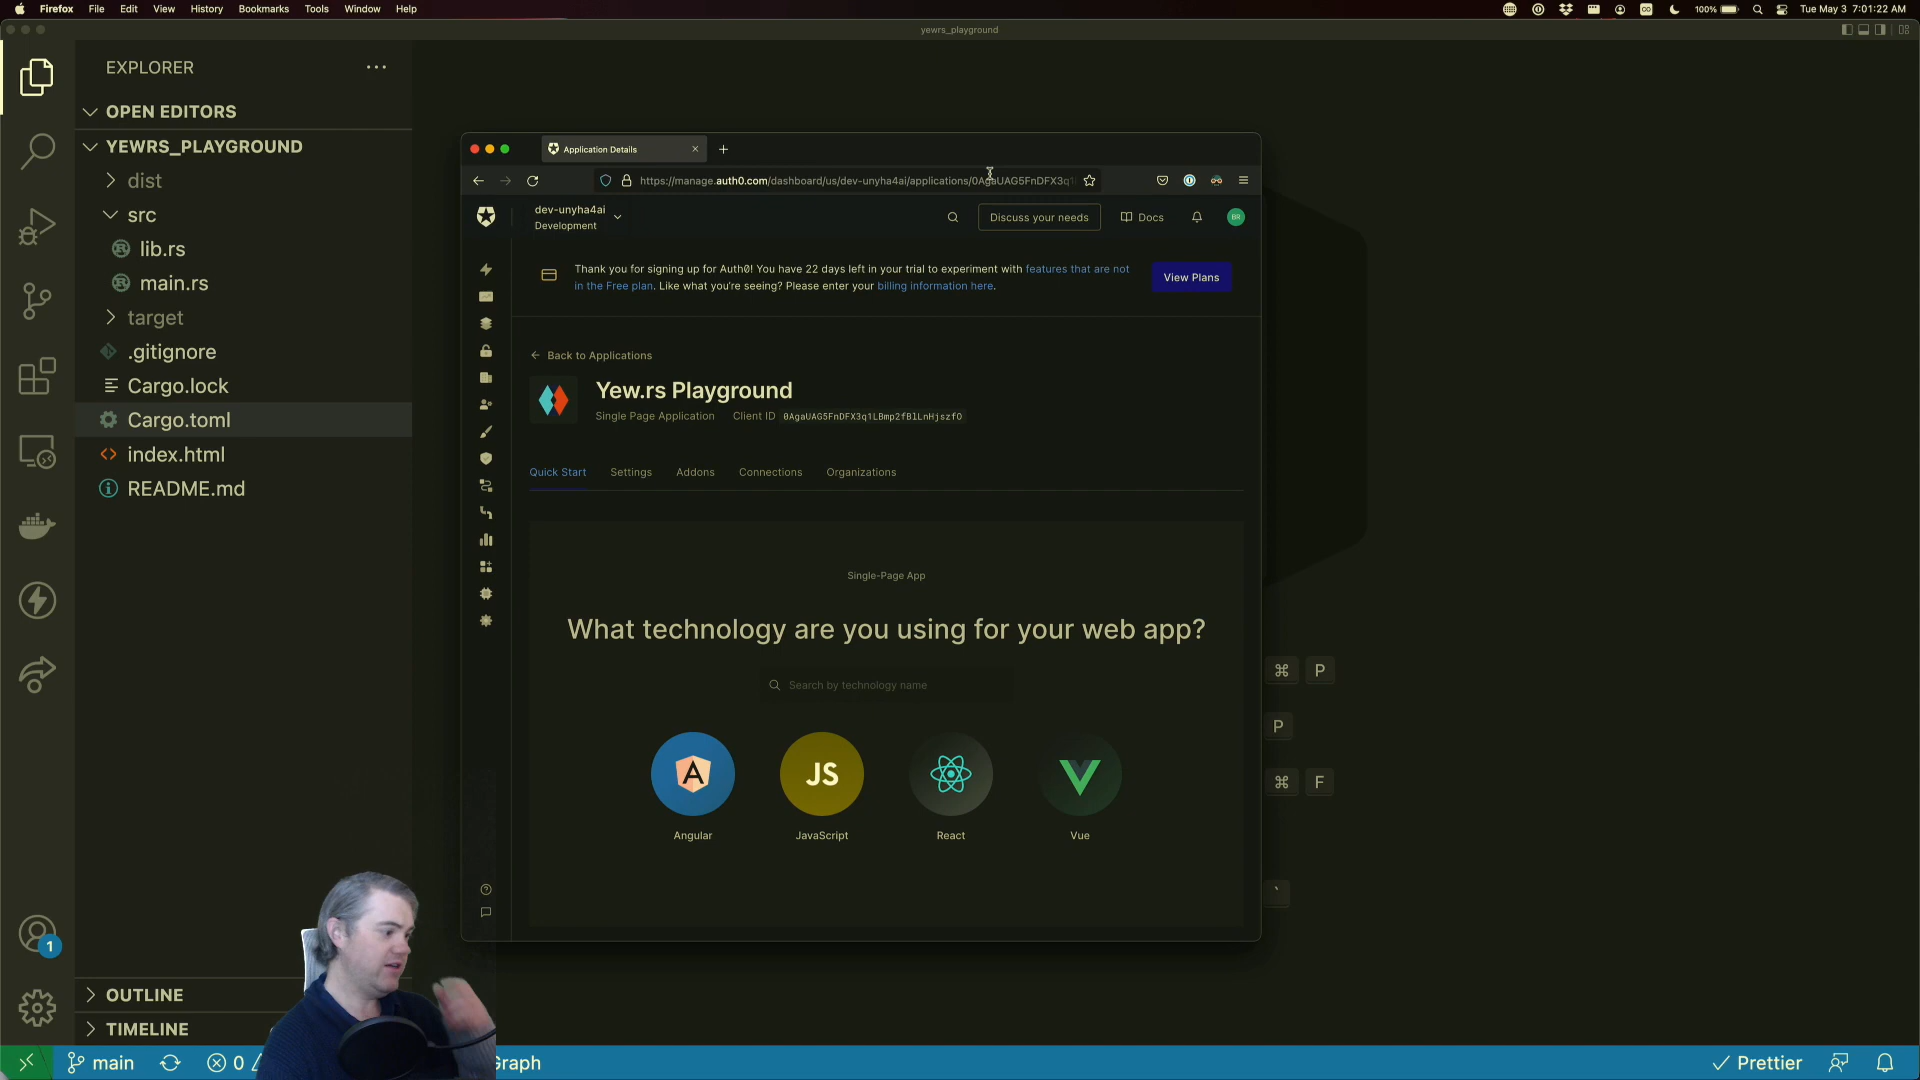 Firefox File Edit View History Bookmarks Tools Window Help
100% Tue May 3 7:01:22 AM
yewrs_playground
EXPLORER
OPEN EDITORS
YEWRS_PLAYGROUND
dist
src
lib.rs
main.rs
target
.gitignore
Cargo.lock
Cargo.toml
index.html
README.md
OUTLINE
TIMELINE
1
main
0
Graph
Prettier
Application Details
https://manage.auth0.com/dashboard/us/dev-unyha4ai/applications/0AgaUAG5FnDFX3q1
dev-unyha4ai
Development
Discuss your needs
Docs
BR
Thank you for signing up for Auth0! You have 22 days left in your trial to experiment with features that are not
in the Free plan. Like what you're seeing? Please enter your billing information here.
View Plans
Back to Applications
Yew.rs Playground
Single Page Application Client ID 0AgaUAG5FnDFX3q1LBmp2fBlLnHjszfO
Quick Start Settings Addons Connections Organizations
Single-Page App
What technology are you using for your web app?
Search by technology name
A
JS
Angular JavaScript React Vue
⌘ P
P
⌘ F
`